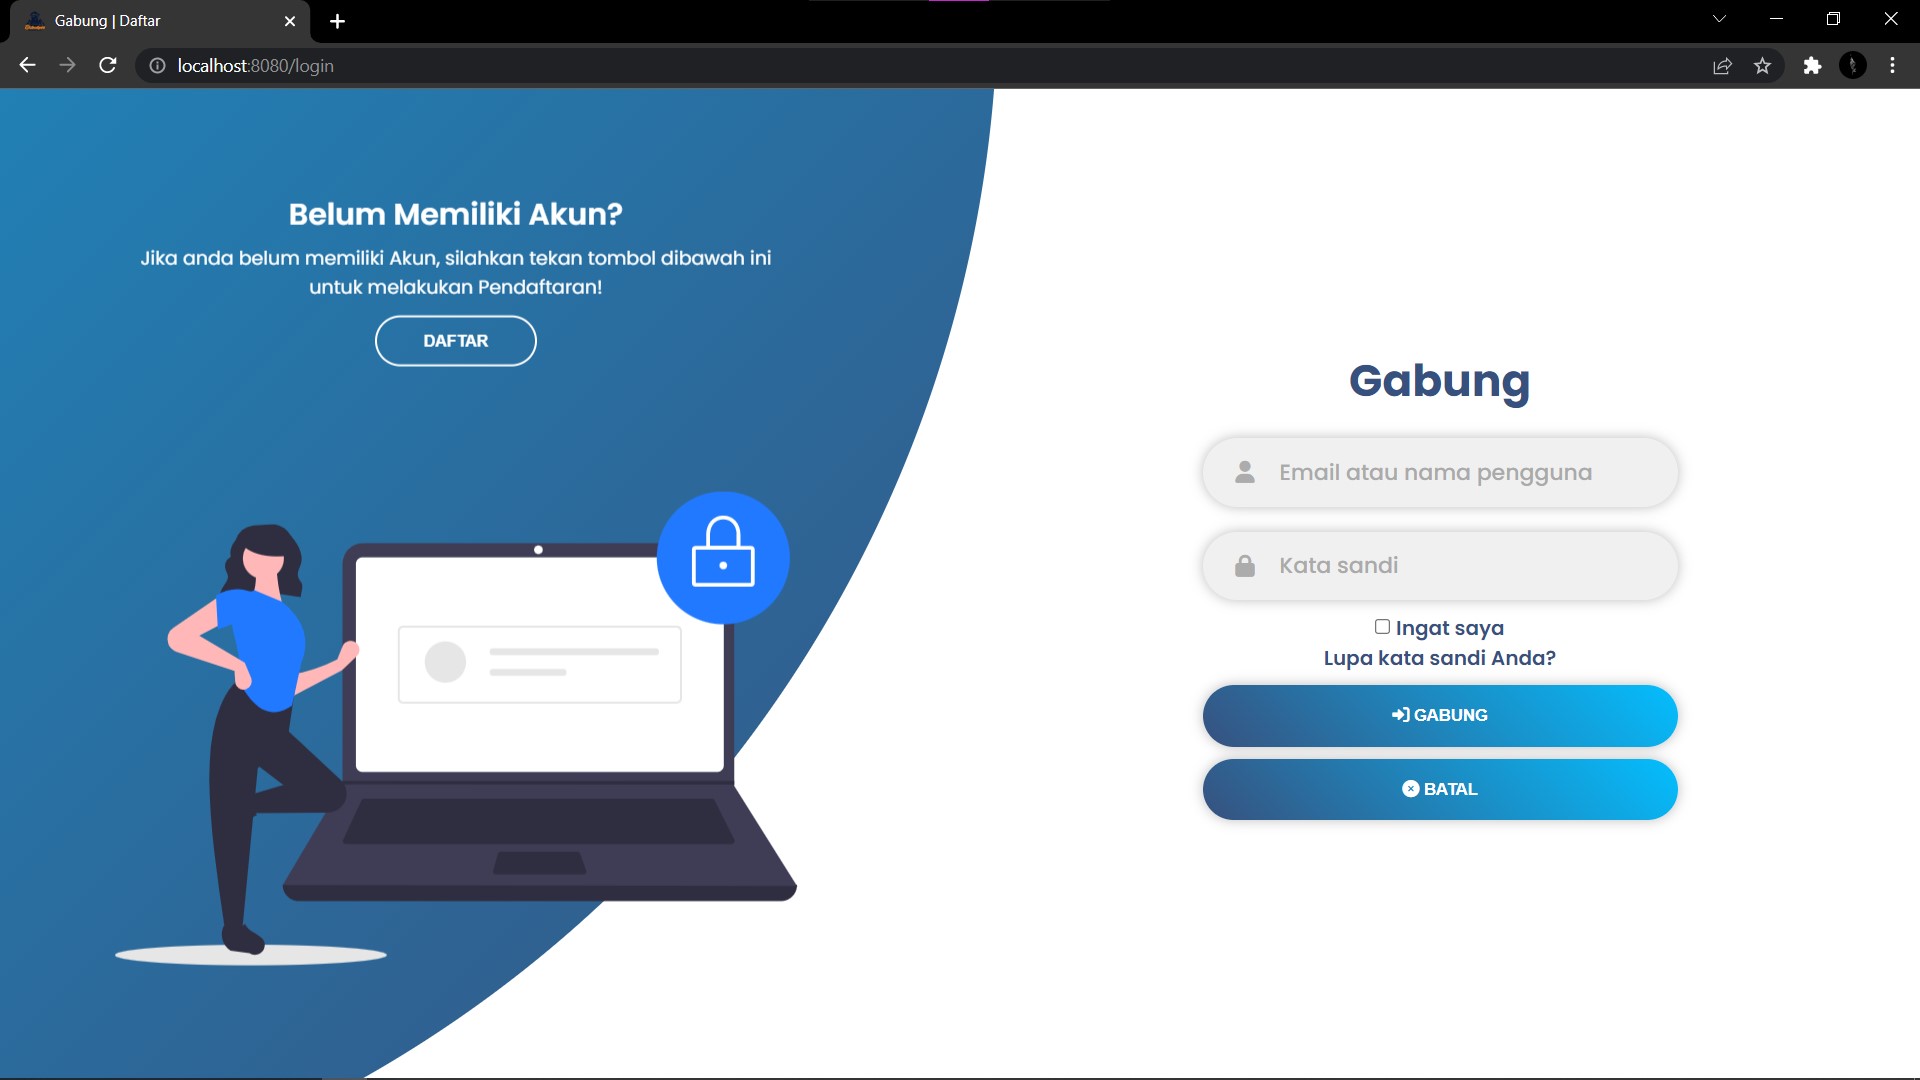 Gabung | Daftar
localhost:8080/login
Belum Memiliki Akun?
Jika anda belum memiliki Akun, silahkan tekan tombol dibawah ini
untuk melakukan Pendaftaran!
DAFTAR
Gabung
Email atau nama pengguna
Kata sandi
Ingat saya
Lupa kata sandi Anda?
GABUNG
BATAL